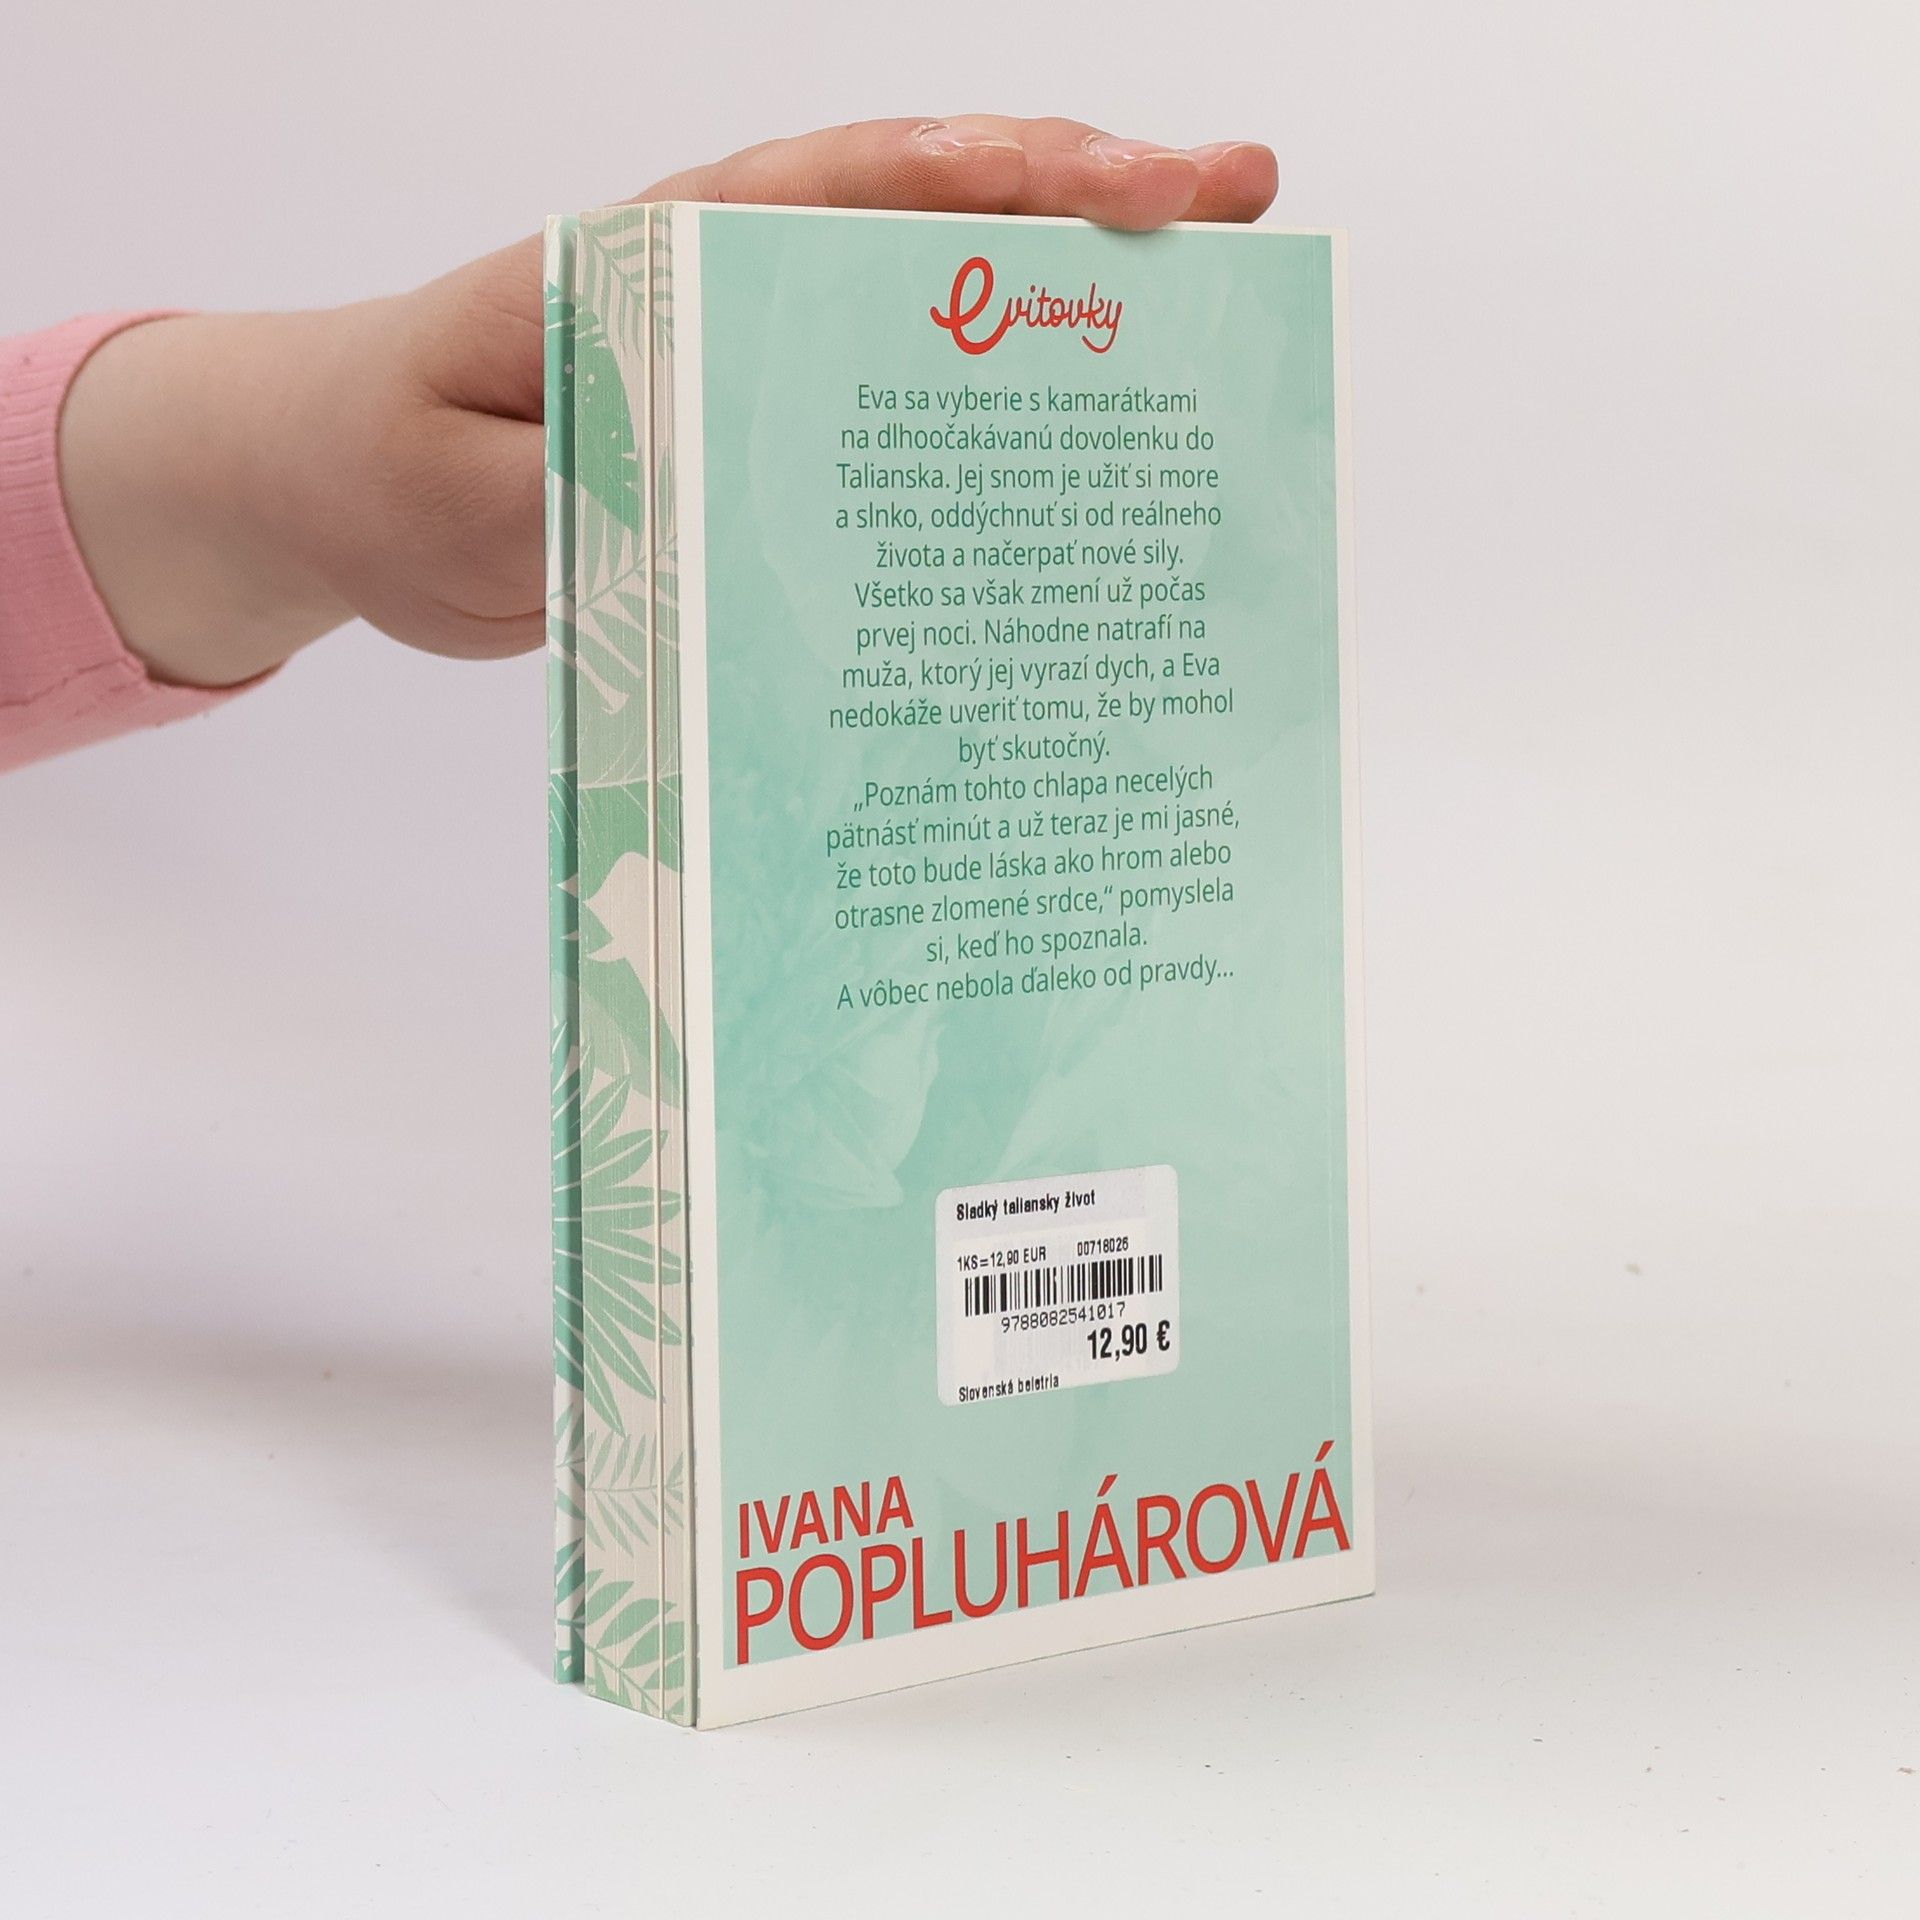 evitovky
Eva sa vyberie s kamarátkami
na dlhoočakávanú dovolenku do
Talianska. Jej snom je užiť si more
a slnko, oddýchnuť si od reálneho
života a načerpať nové sily.
Všetko sa však zmení už počas
prvej noci. Náhodne natrafí na
muža, ktorý jej vyrazí dych, a Eva
nedokáže uveriť tomu, že by mohol
byť skutočný.
„Poznám tohto chlapa necelých
pätnásť minút a už teraz je mi jasné,
že toto bude láska ako hrom alebo
otrasne zlomené srdce,“ pomyslela
si, keď ho spoznala.
A vôbec nebola ďaleko od pravdy...
Sladký taliansky život
1KS=12,90 EUR 00718026
9788082541017
12,90 €
Slovenská beletria
IVANA
POPLUHÁROVÁ